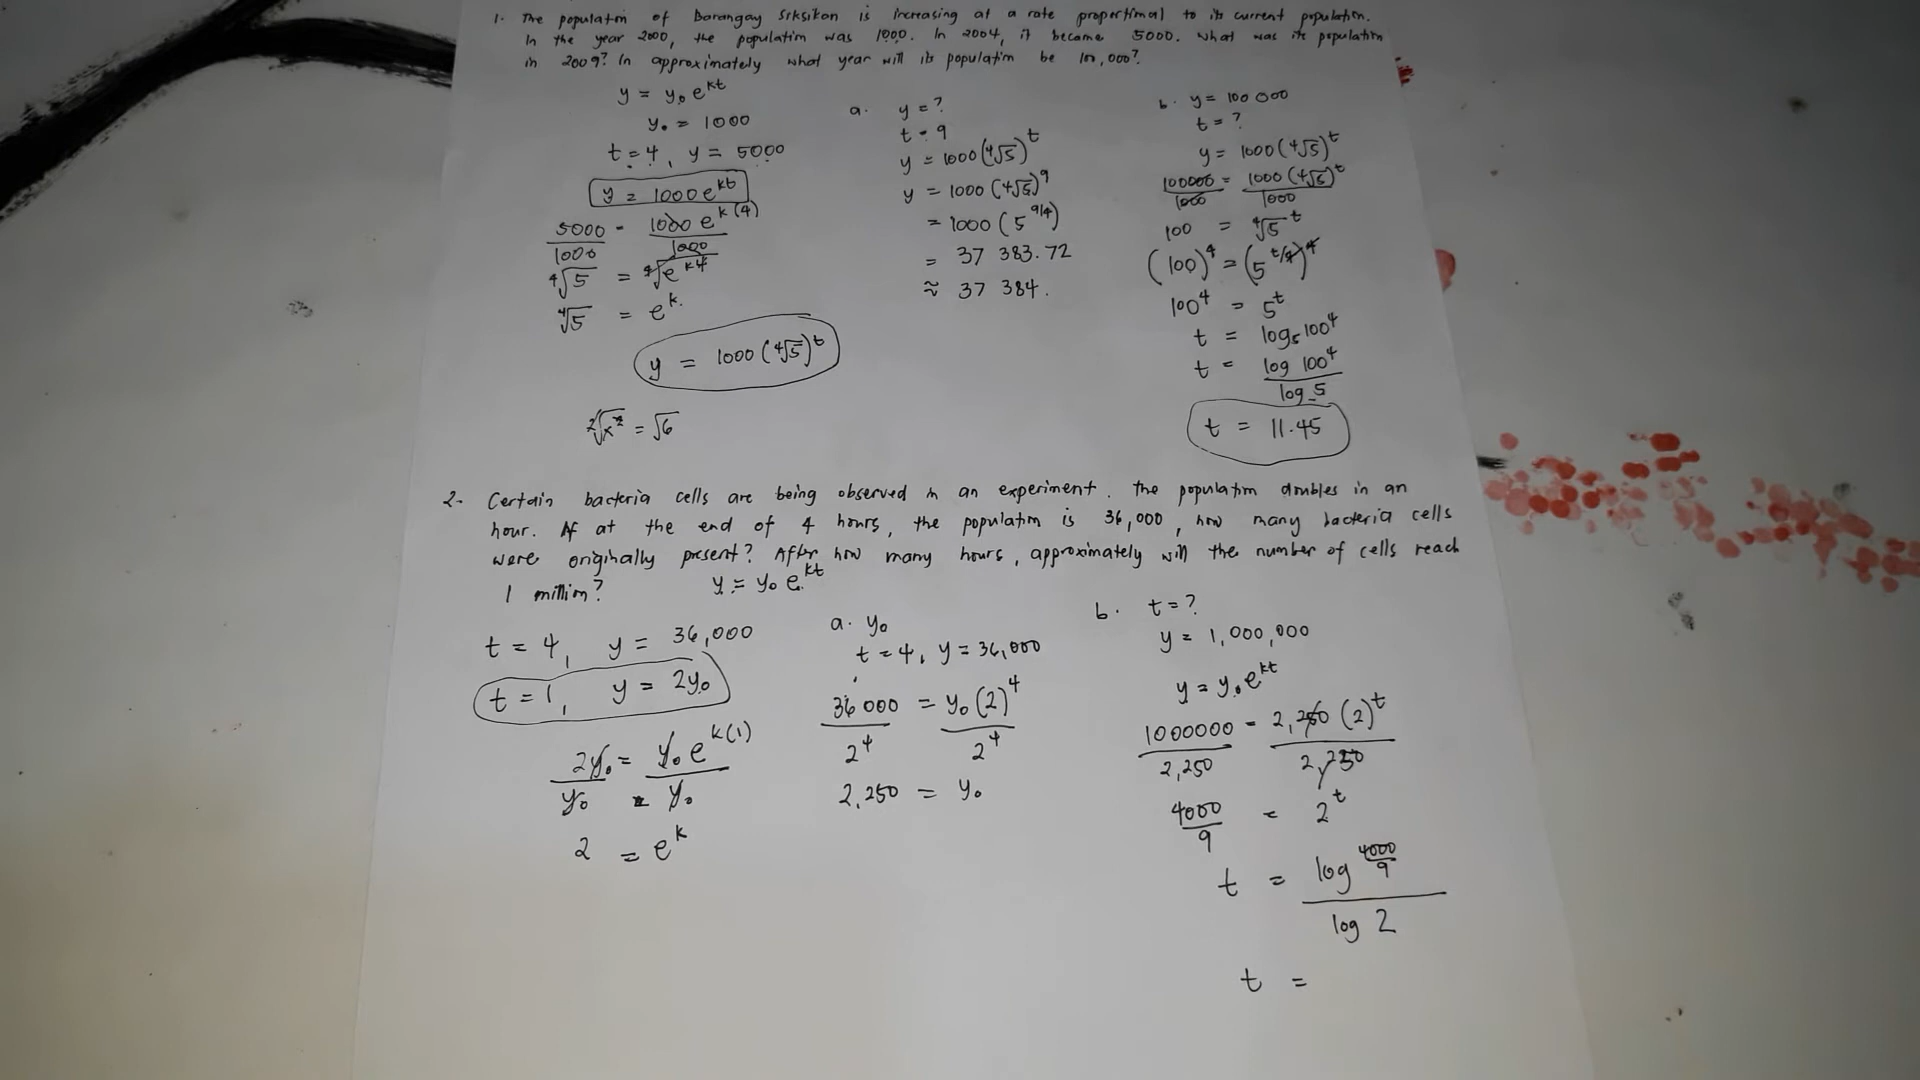 1. The population of Barangay Siksikan is increasing at a rate proportional to its current population.
In the year 2000, the population was 1000. In 2004, it became 5000. What was its population
in 2009? In approximately what year will its population be 100,000?
y = y₀ e^kt
y₀ = 1000
t = 4, y = 5000
y = 1000 e^kt
5000/1000 = 1000 e^k(4)/1000
⁴√5 = ⁴√e^k4
⁴√5 = e^k
y = 1000 (⁴√5)^t
²√x² = √6
a. y = ?
t = 9
y = 1000 (⁴√5)^t
y = 1000 (⁴√5)^9
= 1000 (5^9/4)
= 37 383.72
≈ 37 384.
b. y = 100 000
t = ?
y = 1000 (⁴√5)^t
100000/1000 = 1000 (⁴√5)^t/1000
100 = ⁴√5^t
(100)^4 = (5^t/4)^4
100^4 = 5^t
t = log₅ 100^4
t = log 100^4/log 5
t = 11.45
2. Certain bacteria cells are being observed in an experiment. The population doubles in an
hour. If at the end of 4 hours, the population is 36,000, how many bacteria cells
were originally present? After how many hours, approximately will the number of cells reach
1 million? y = y₀ e^kt
t = 4, y = 36,000
t = 1, y = 2y₀
2y₀/y₀ = y₀ e^k(1)/y₀
2 = e^k
a. y₀
t = 4, y = 36,000
36 000/2^4 = y₀ (2)^4/2^4
2,250 = y₀
b. t = ?
y = 1,000,000
y = y₀ e^kt
1000000/2,250 = 2,250 (2)^t/2,250
4000/9 = 2^t
t = log 4000/9/log 2
t =